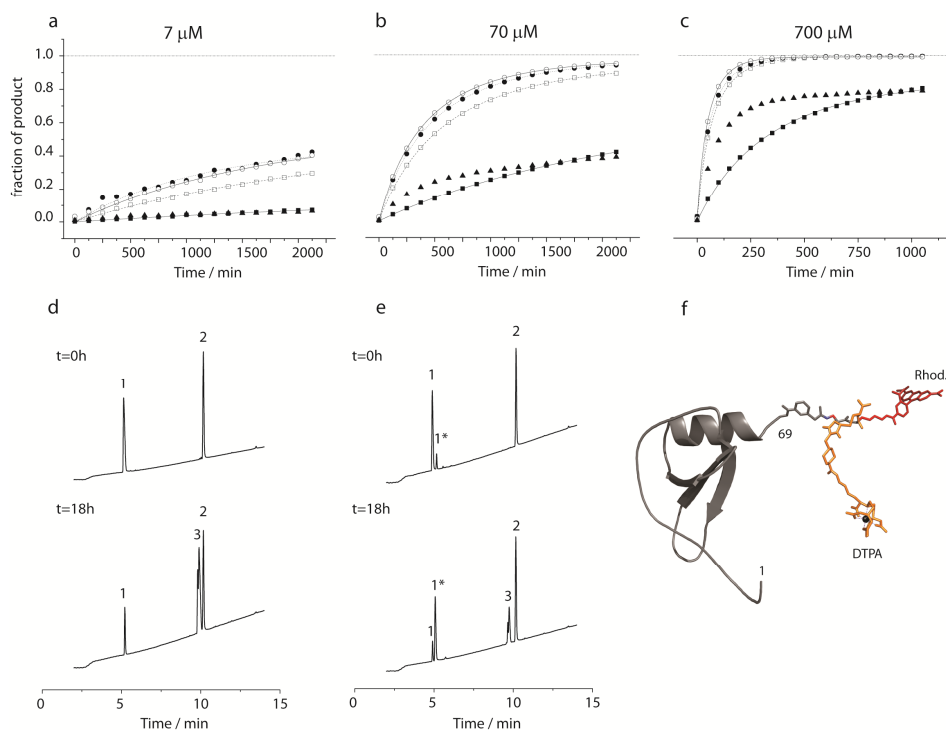 a
7 μM
b
70 μM
c
700 μM
fraction of product
1.0
0.8
0.6
0.4
0.2
0.0
0 500 1000 1500 2000
Time / min
0 500 1000 1500 2000
Time / min
0 250 500 750 1000
Time / min
d
t=0h
1
2
t=18h
1
3
2
0 5 10 15
Time / min
e
t=0h
1
1*
2
t=18h
1
1*
3
2
0 5 10 15
Time / min
f
Rhod.
69
DTPA
1